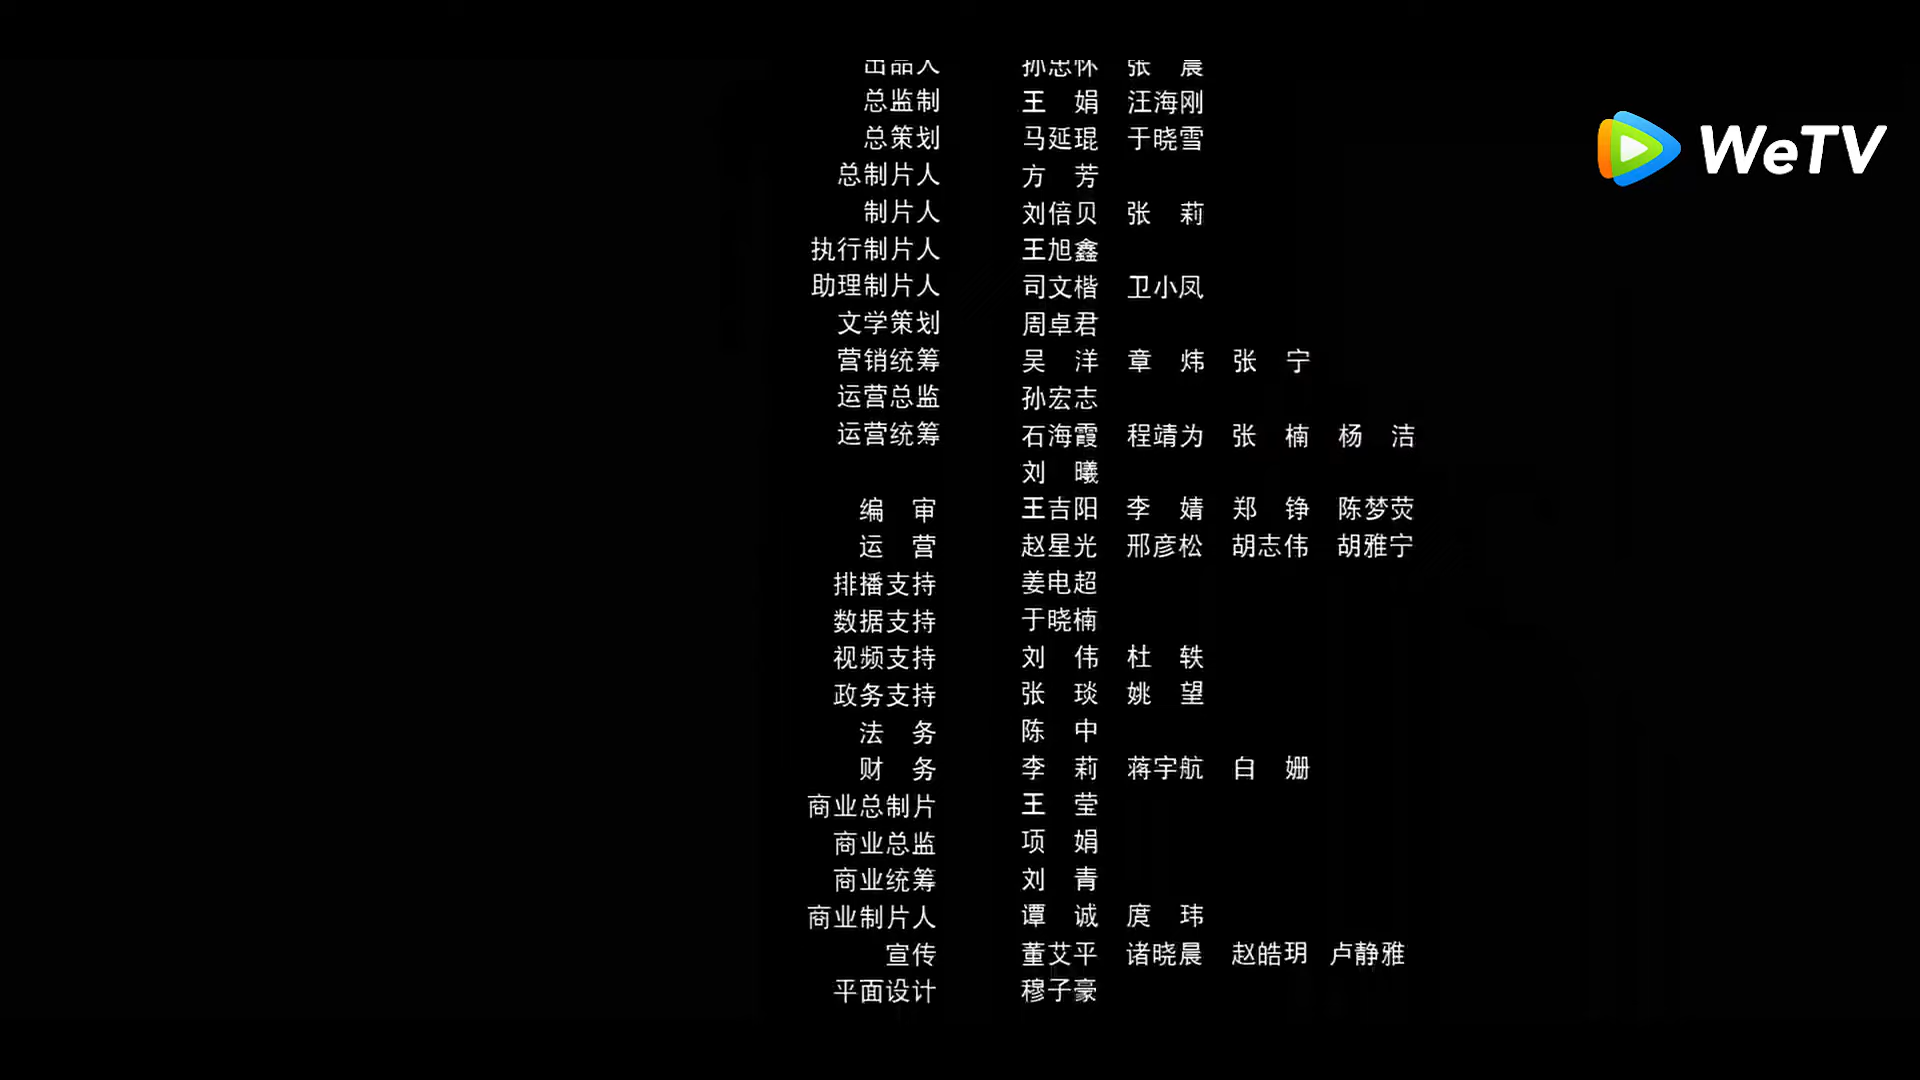 出品人 孙忠怀 张 晨
总监制 王 娟 汪海刚
总策划 马延琨 于晓雪
总制片人 方 芳
制片人 刘倍贝 张 莉
执行制片人 王旭鑫
助理制片人 司文楷 卫小凤
文学策划 周卓君
营销统筹 吴 洋 章 炜 张 宁
运营总监 孙宏志
运营统筹 石海霞 程靖为 张 楠 杨 洁
刘 曦
编 审 王吉阳 李 婧 郑 铮 陈梦荧
运 营 赵星光 邢彦松 胡志伟 胡雅宁
排播支持 姜电超
数据支持 于晓楠
视频支持 刘 伟 杜 轶
政务支持 张 琰 姚 望
法 务 陈 中
财 务 李 莉 蒋宇航 白 姗
商业总制片 王 莹
商业总监 项 娟
商业统筹 刘 青
商业制片人 谭 诚 庹 玮
宣传 董艾平 诸晓晨 赵皓玥 卢静雅
平面设计 穆子豪
WeTV